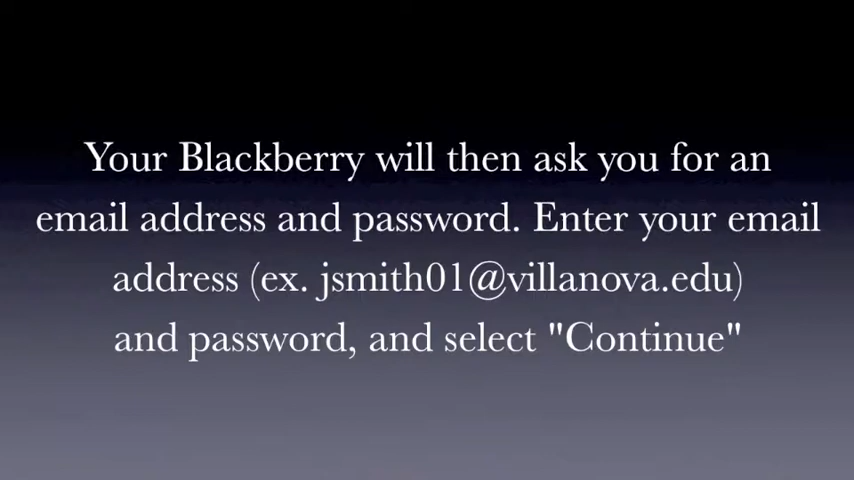 Your Blackberry will then ask you for an
email address and password. Enter your email
address (ex. jsmith01@villanova.edu)
and password, and select "Continue"